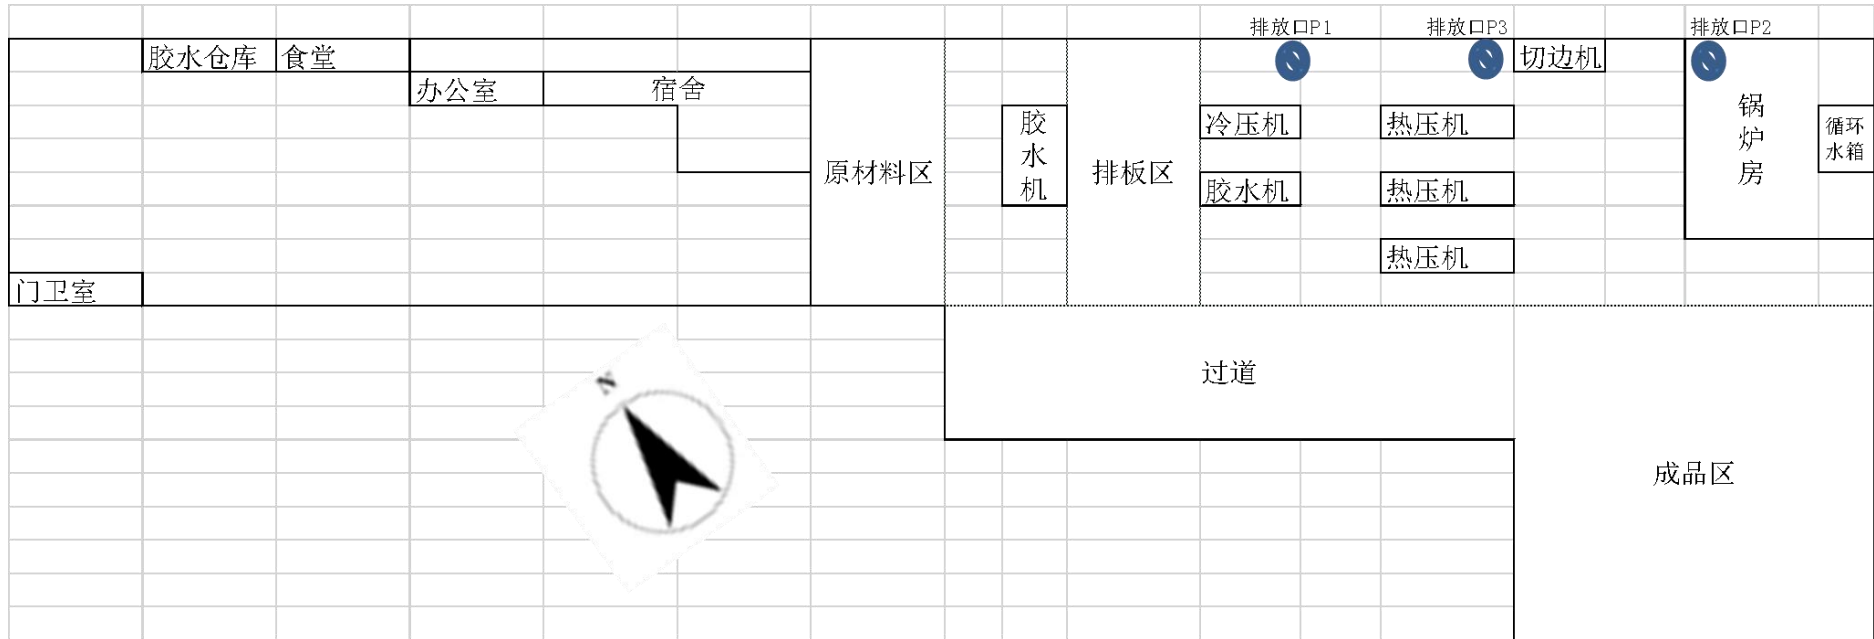 排放口P1
排放口P3
排放口P2
胶水仓库
食堂
切边机
办公室
宿舍
胶水机
冷压机
热压机
锅炉房
循环
水箱
原材料区
排板区
胶水机
热压机
热压机
门卫室
过道
N
成品区